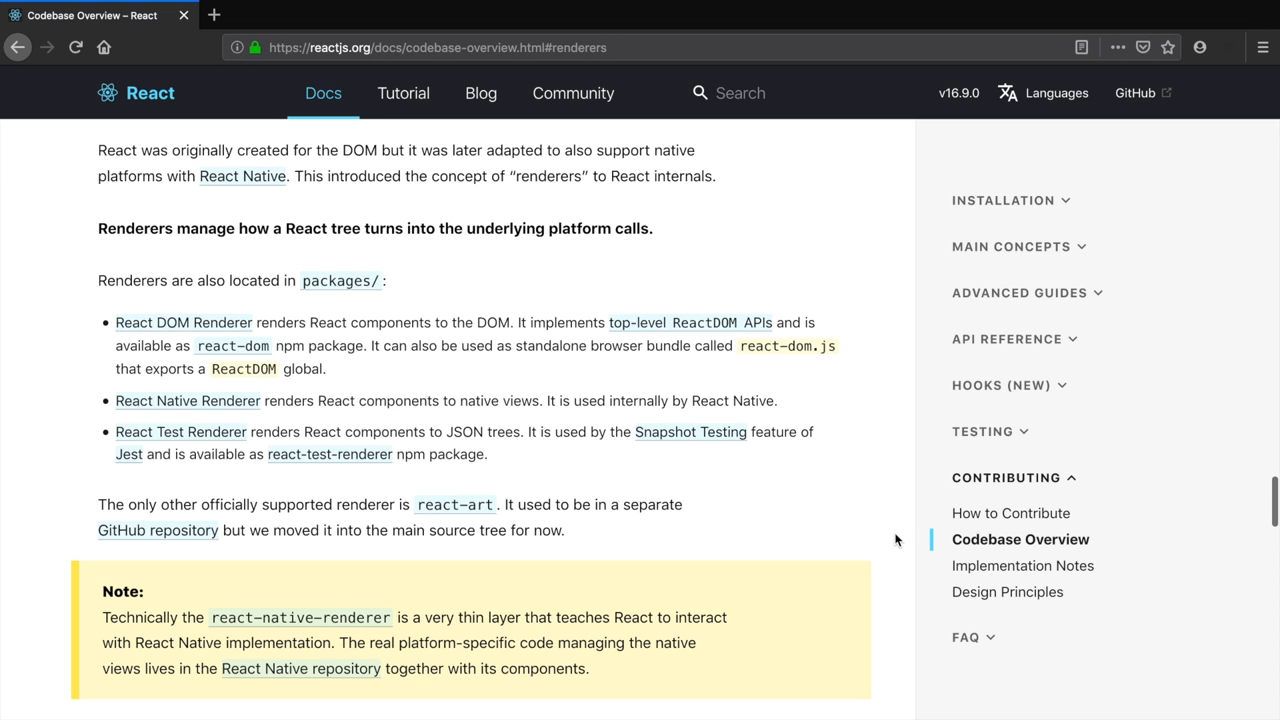 Codebase Overview – React
https://reactjs.org/docs/codebase-overview.html#renderers
React
Docs
Tutorial
Blog
Community
Search
v16.9.0
Languages
GitHub
React was originally created for the DOM but it was later adapted to also support native
platforms with React Native. This introduced the concept of “renderers” to React internals.
Renderers manage how a React tree turns into the underlying platform calls.
Renderers are also located in packages/:
• React DOM Renderer renders React components to the DOM. It implements top-level ReactDOM APIs and is
available as react-dom npm package. It can also be used as standalone browser bundle called react-dom.js
that exports a ReactDOM global.
• React Native Renderer renders React components to native views. It is used internally by React Native.
• React Test Renderer renders React components to JSON trees. It is used by the Snapshot Testing feature of
Jest and is available as react-test-renderer npm package.
The only other officially supported renderer is react-art. It used to be in a separate
GitHub repository but we moved it into the main source tree for now.
Note:
Technically the react-native-renderer is a very thin layer that teaches React to interact
with React Native implementation. The real platform-specific code managing the native
views lives in the React Native repository together with its components.
INSTALLATION
MAIN CONCEPTS
ADVANCED GUIDES
API REFERENCE
HOOKS (NEW)
TESTING
CONTRIBUTING
How to Contribute
Codebase Overview
Implementation Notes
Design Principles
FAQ